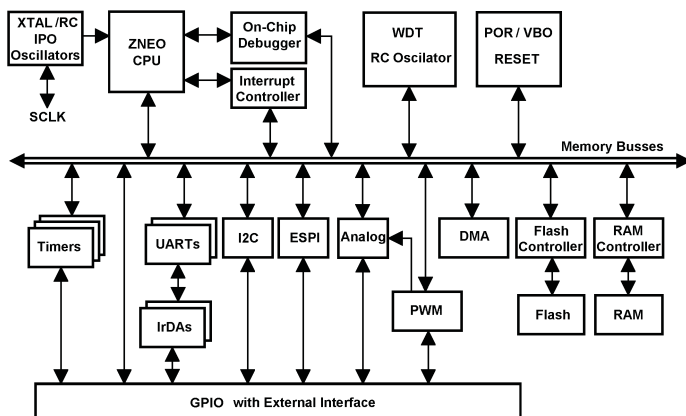 XTAL /RC
IPO
Oscillators
SCLK
ZNEO
CPU
On-Chip
Debugger
Interrupt
Controller
WDT
RC Oscilator
POR / VBO
RESET
Memory Busses
Timers
UARTs
I2C
ESPI
Analog
DMA
Flash
Controller
RAM
Controller
IrDAs
PWM
Flash
RAM
GPIO with External Interface